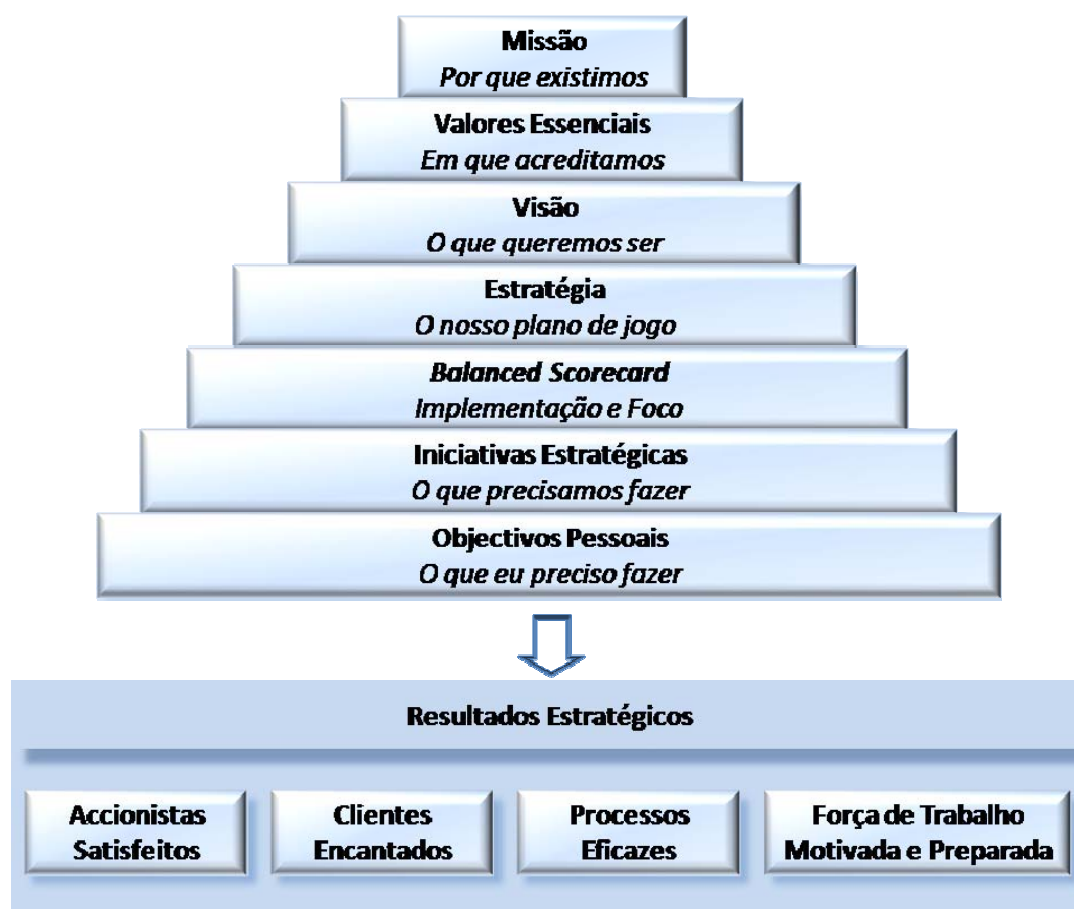 Missão
Por que existimos
Valores Essenciais
Em que acreditamos
Visão
O que queremos ser
Estratégia
O nosso plano de jogo
Balanced Scorecard
Implementação e Foco
Iniciativas Estratégicas
O que precisamos fazer
Objectivos Pessoais
O que eu preciso fazer
Resultados Estratégicos
Accionistas
Satisfeitos
Clientes
Encantados
Processos
Eficazes
Força de Trabalho
Motivada e Preparada